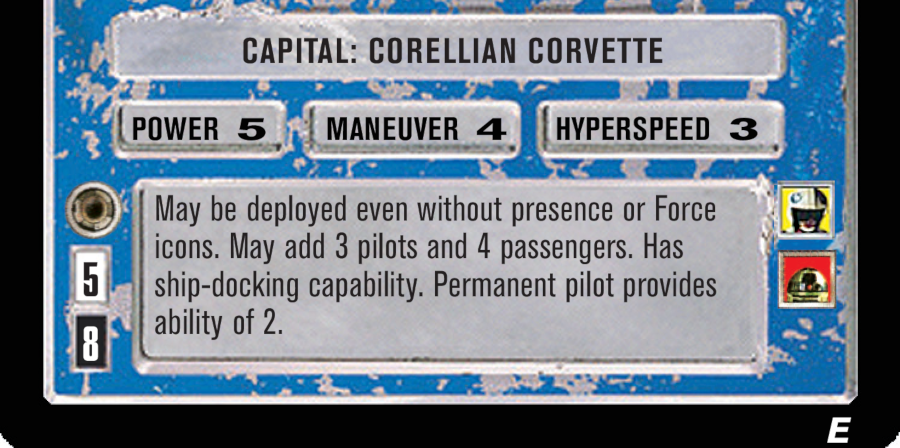 CAPITAL: CORELLIAN CORVETTE
POWER 5 MANEUVER 4 HYPERSPEED 3
May be deployed even without presence or Force
icons. May add 3 pilots and 4 passengers. Has
ship-docking capability. Permanent pilot provides
ability of 2.
5
8
E